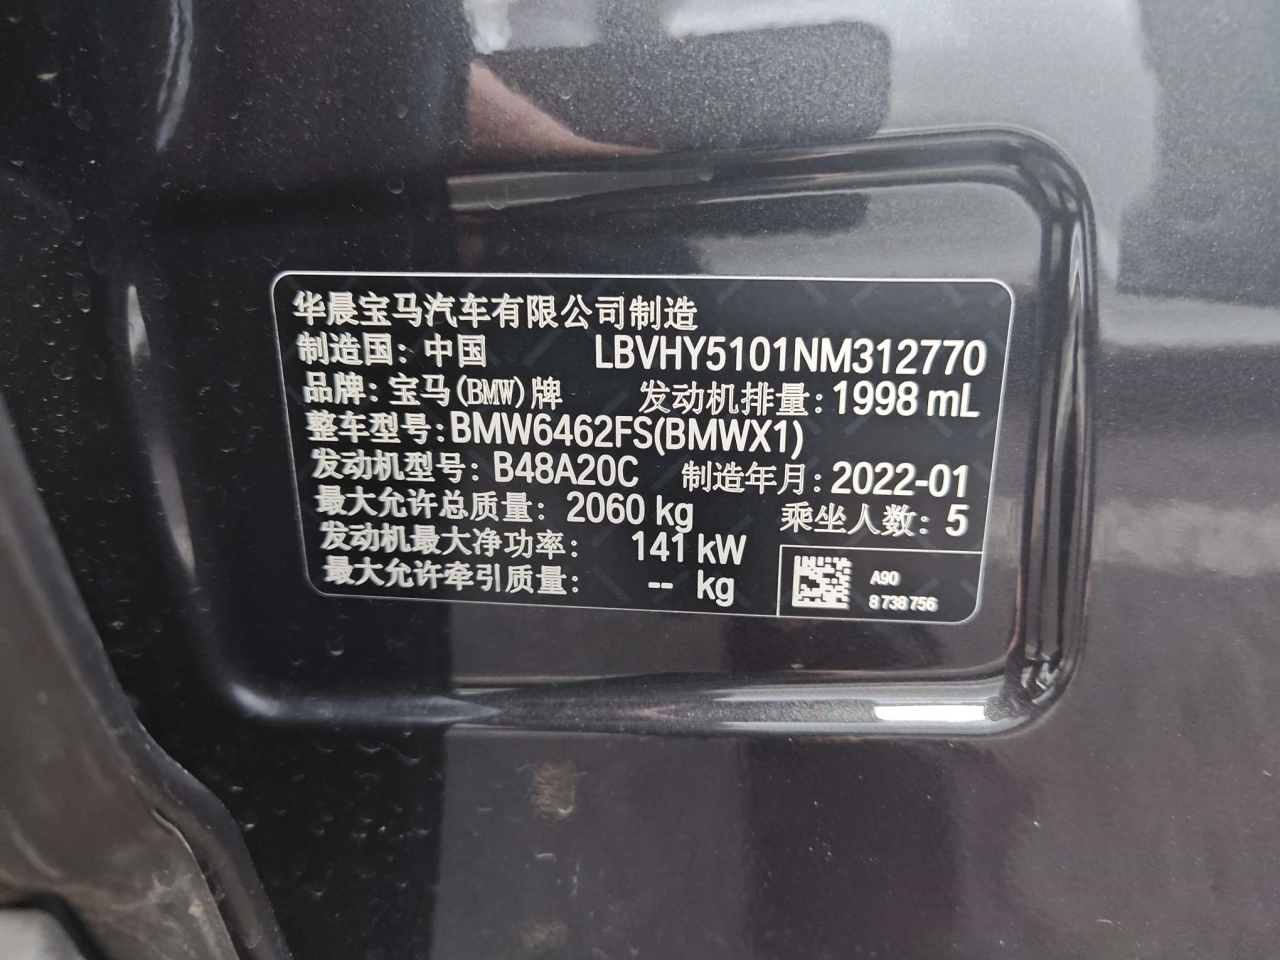 华晨宝马汽车有限公司制造
制造国：中国 LBVHY5101NM312770
品牌：宝马(BMW)牌 发动机排量：1998 mL
整车型号：BMW6462FS(BMWX1)
发动机型号：B48A20C 制造年月：2022-01
最大允许总质量：2060 kg 乘坐人数：5
发动机最大净功率：141 kW
最大允许牵引质量：-- kg
A90
8 738 756